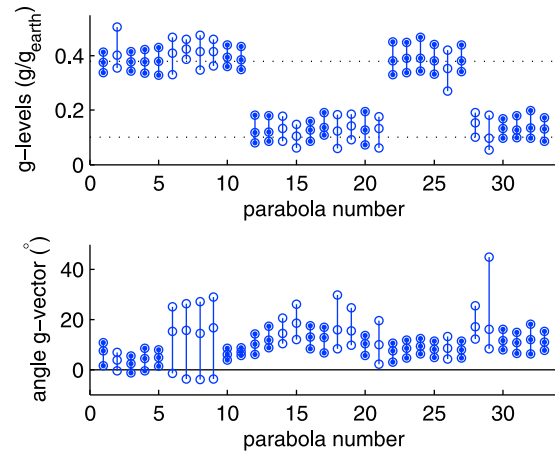 g-levels (g/g_earth)
0.4
0.2
0
0 5 10 15 20 25 30
parabola number
angle g-vector (°)
40
20
0
0 5 10 15 20 25 30
parabola number